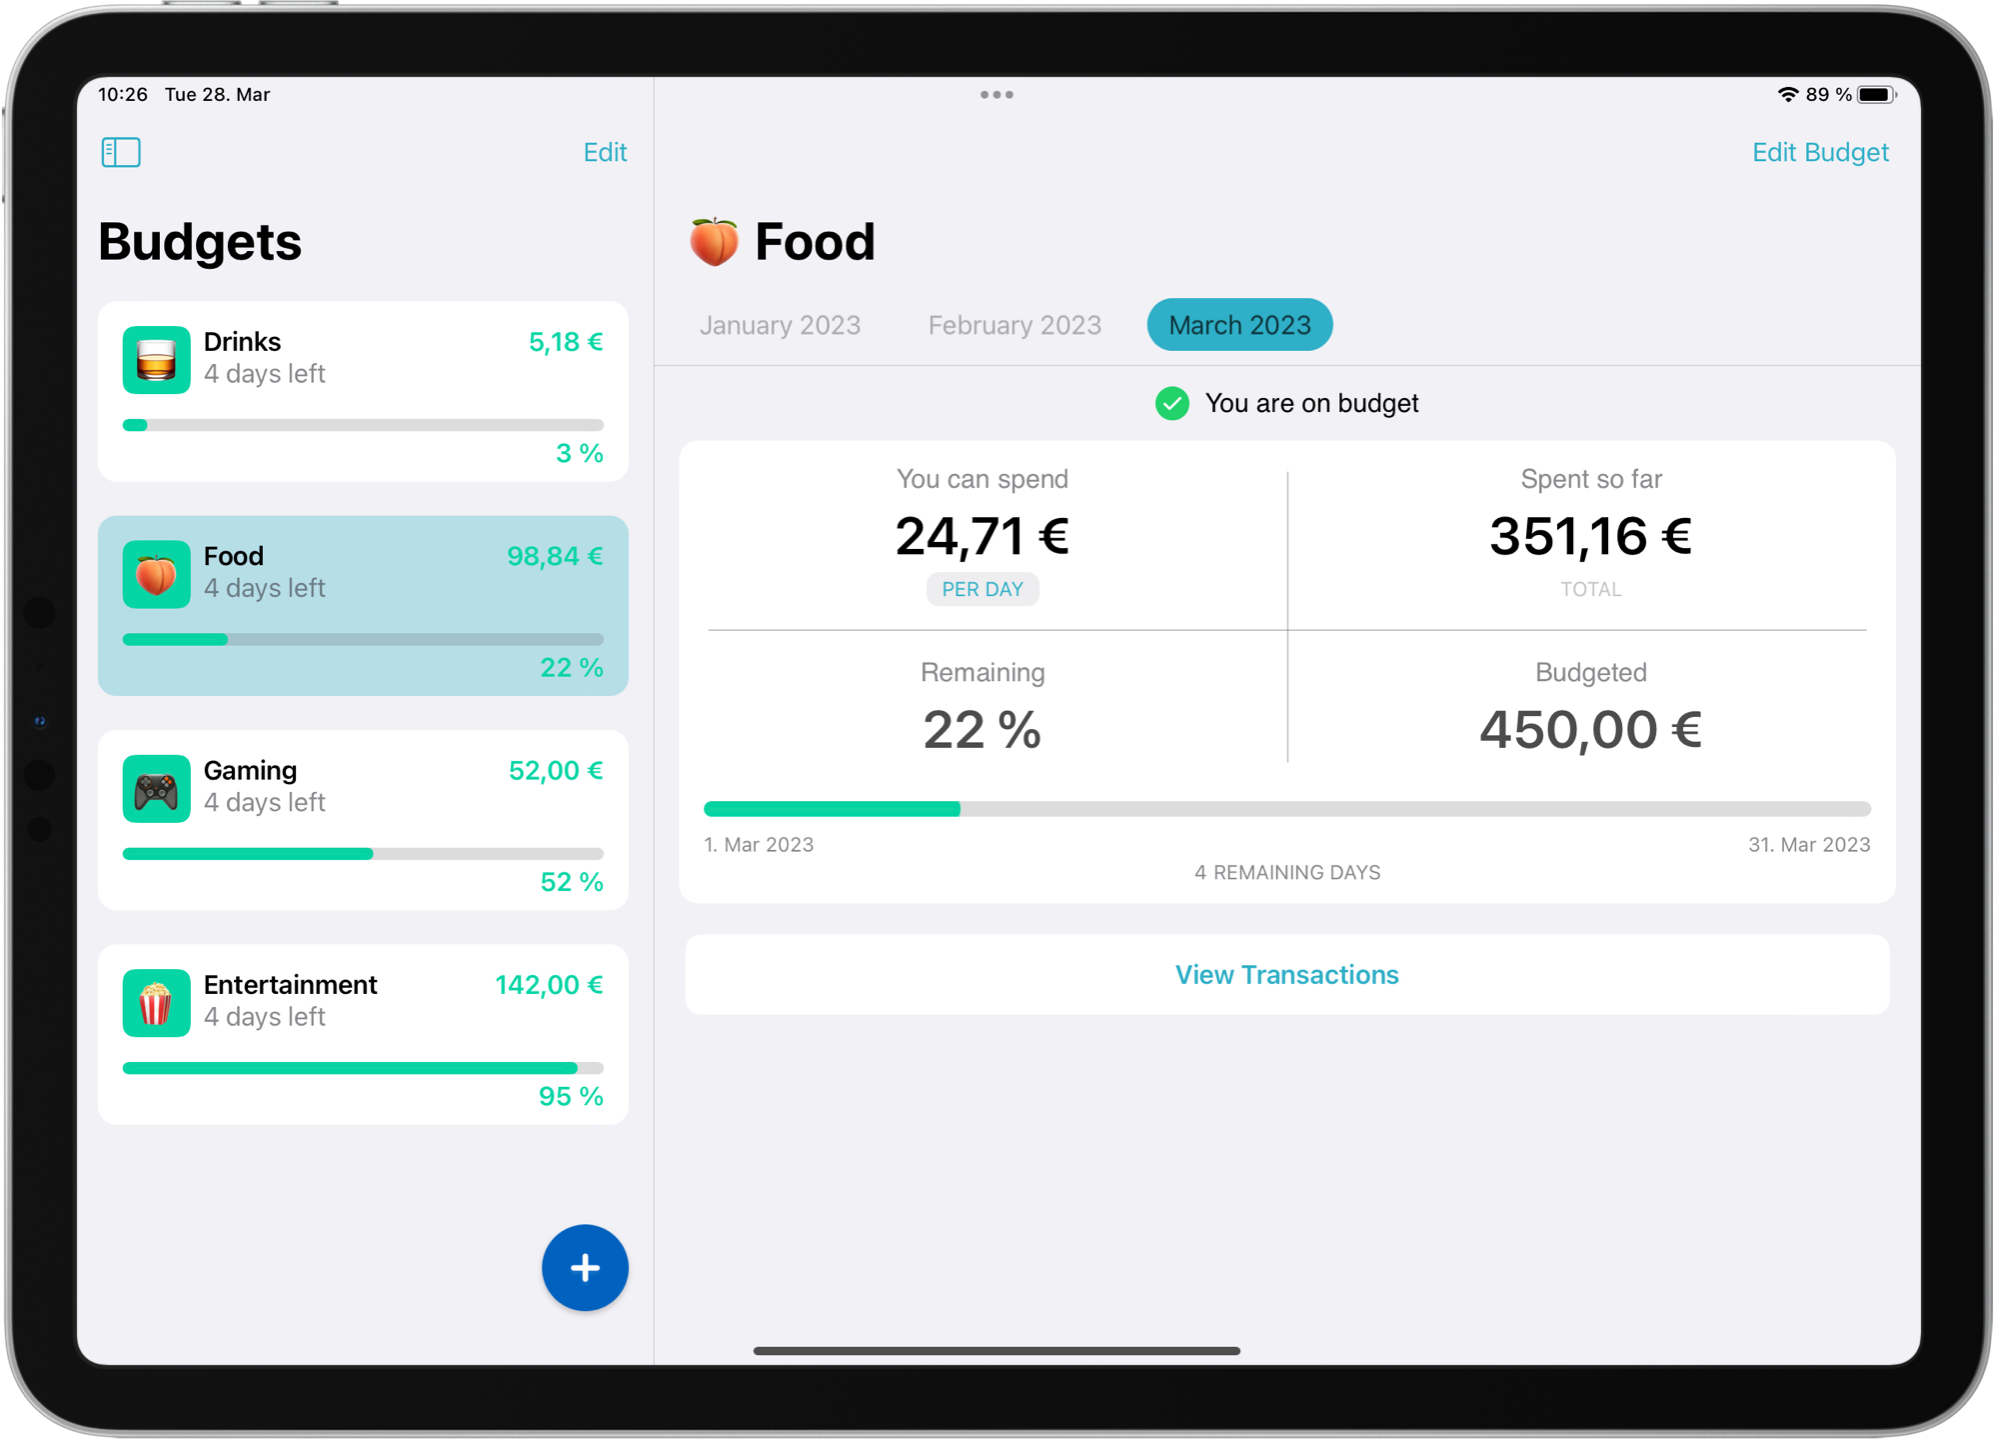 10:26 Tue 28. Mar
89 %
Edit
Edit Budget
Budgets
Drinks
5,18 €
4 days left
3 %
Food
98,84 €
4 days left
22 %
Gaming
52,00 €
4 days left
52 %
Entertainment
142,00 €
4 days left
95 %
Food
January 2023
February 2023
March 2023
You are on budget
You can spend
24,71 €
PER DAY
Spent so far
351,16 €
TOTAL
Remaining
22 %
Budgeted
450,00 €
1. Mar 2023
31. Mar 2023
4 REMAINING DAYS
View Transactions